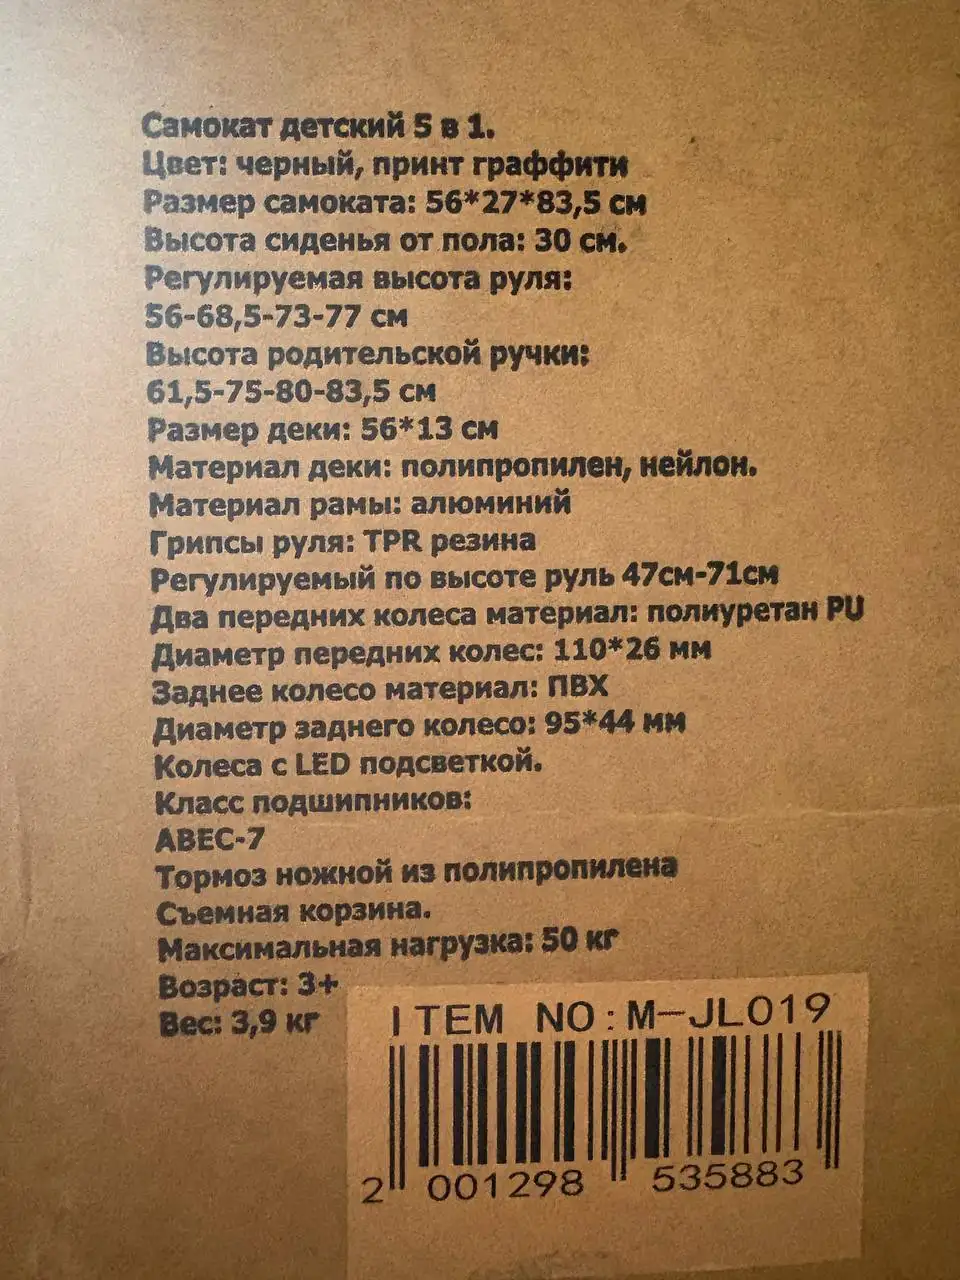 Самокат детский 5 в 1.
Цвет: черный, принт граффити
Размер самоката: 56*27*83,5 см
Высота сиденья от пола: 30 см.
Регулируемая высота руля:
56-68,5-73-77 см
Высота родительской ручки:
61,5-75-80-83,5 см
Размер деки: 56*13 см
Материал деки: полипропилен, нейлон.
Материал рамы: алюминий
Грипсы руля: TPR резина
Регулируемый по высоте руль 47см-71см
Два передних колеса материал: полиуретан PU
Диаметр передних колес: 110*26 мм
Заднее колесо материал: ПВХ
Диаметр заднего колесо: 95*44 мм
Колеса с LED подсветкой.
Класс подшипников:
ABEC-7
Тормоз ножной из полипропилена
Съемная корзина.
Максимальная нагрузка: 50 кг
Возраст: 3+
Вес: 3,9 кг
ITEM NO:M-JL019
2 001298 535883